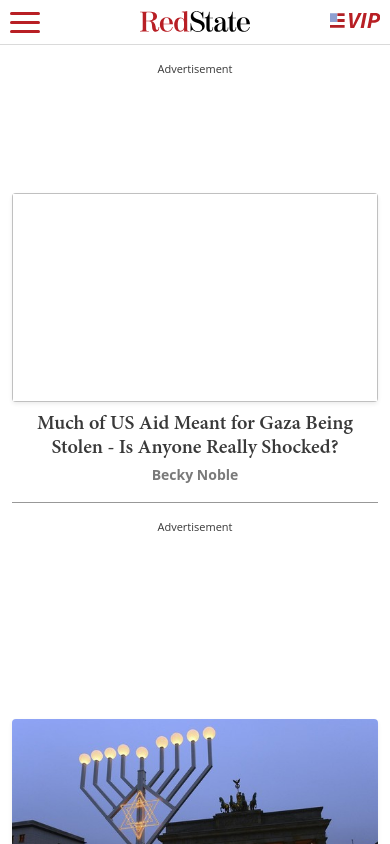 RedState
VIP
Advertisement
Much of US Aid Meant for Gaza Being
Stolen - Is Anyone Really Shocked?
Becky Noble
Advertisement